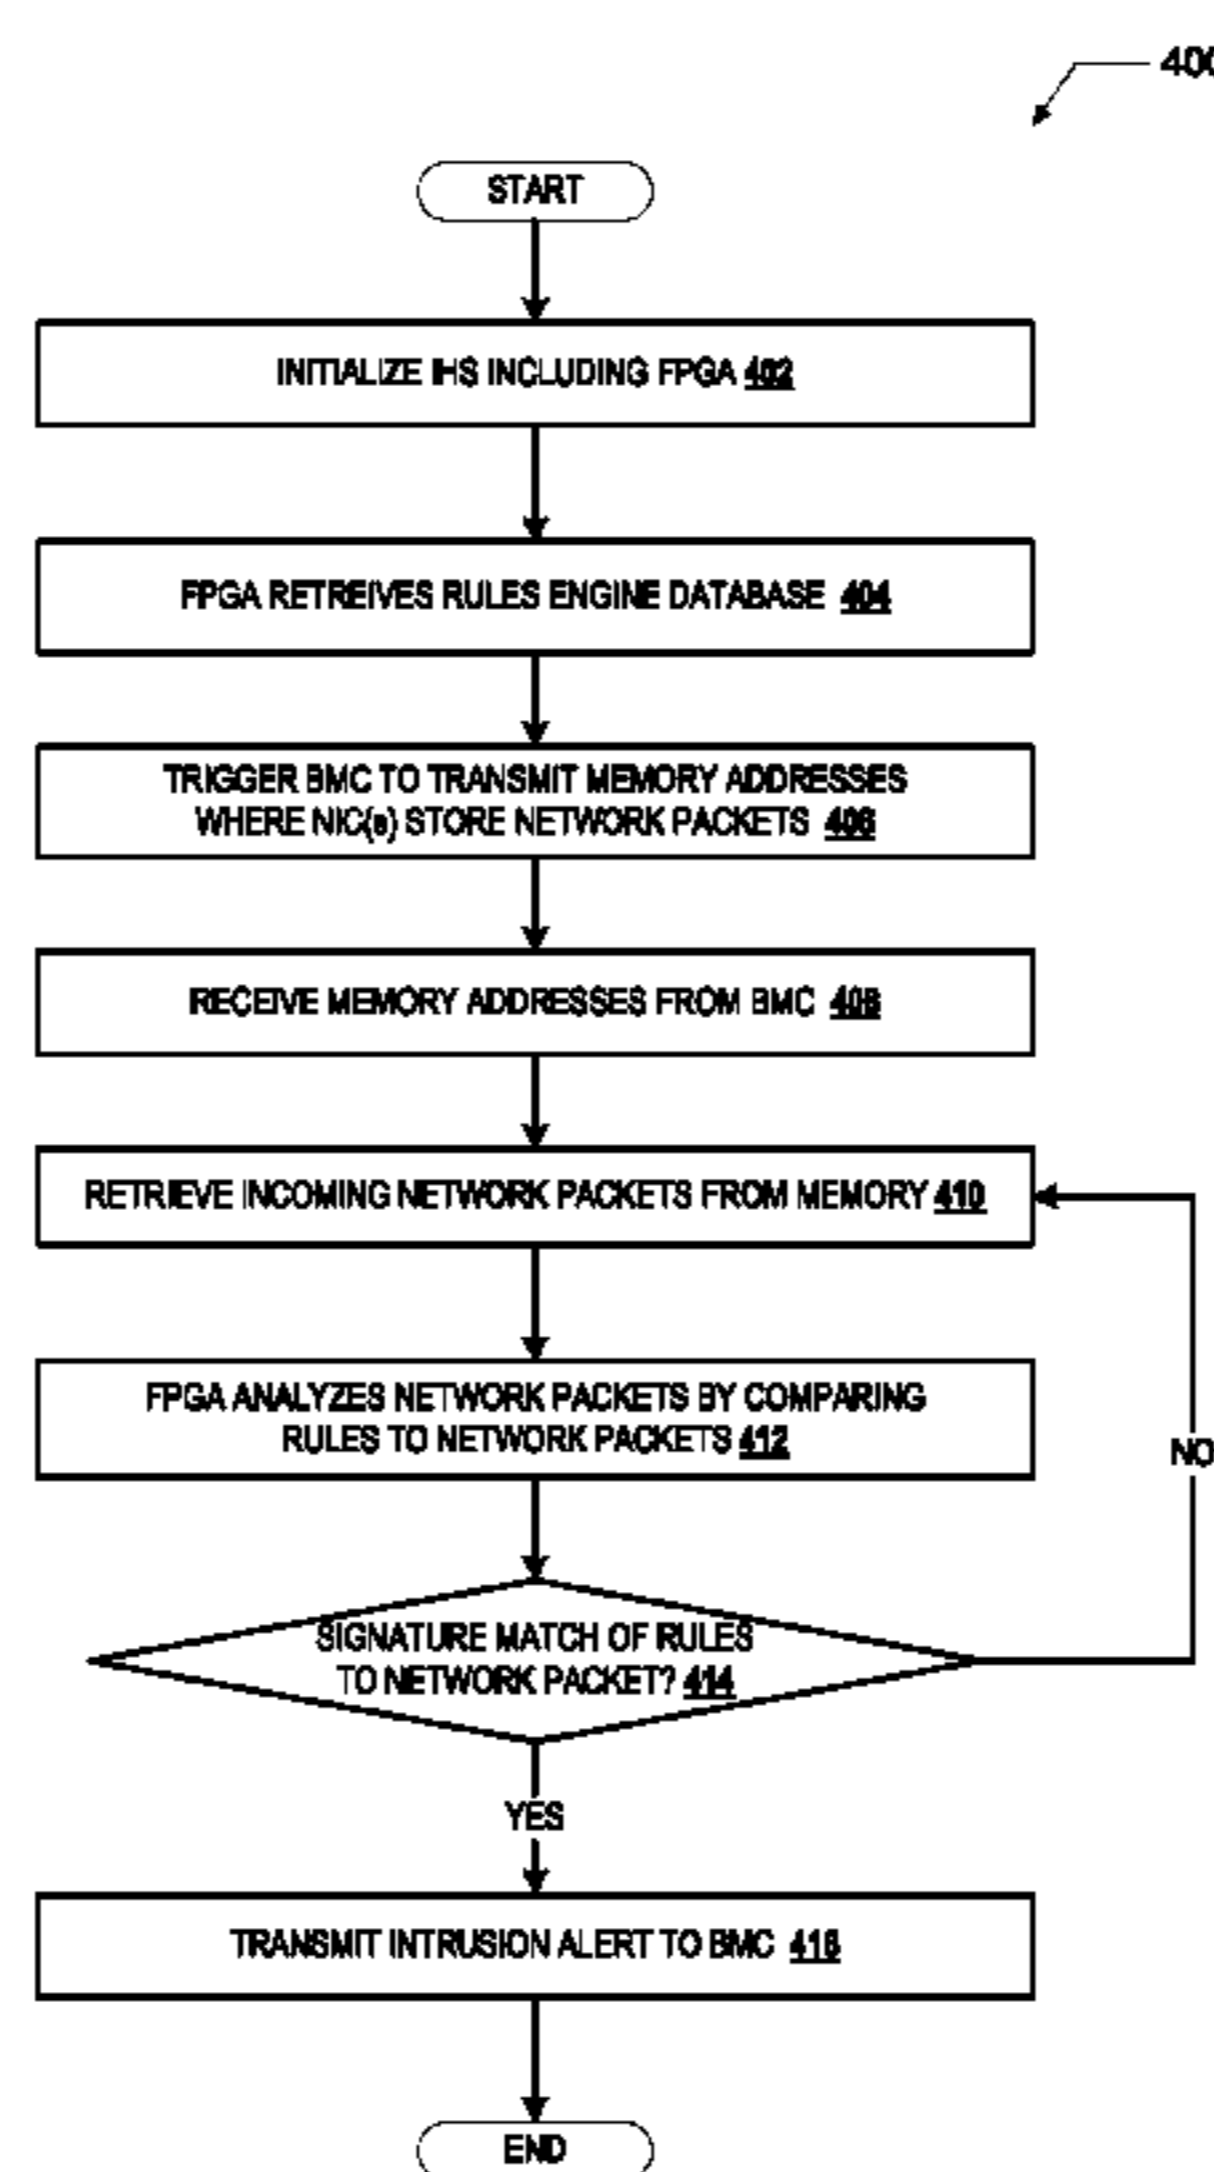 400
START
INITIALIZE IHS INCLUDING FPGA 402
FPGA RETREIVES RULES ENGINE DATABASE 404
TRIGGER BMC TO TRANSMIT MEMORY ADDRESSES
WHERE NIC(s) STORE NETWORK PACKETS 406
RECEIVE MEMORY ADDRESSES FROM BMC 408
RETRIEVE INCOMING NETWORK PACKETS FROM MEMORY 410
FPGA ANALYZES NETWORK PACKETS BY COMPARING
RULES TO NETWORK PACKETS 412
NO
SIGNATURE MATCH OF RULES
TO NETWORK PACKET? 414
YES
TRANSMIT INTRUSION ALERT TO BMC 416
END